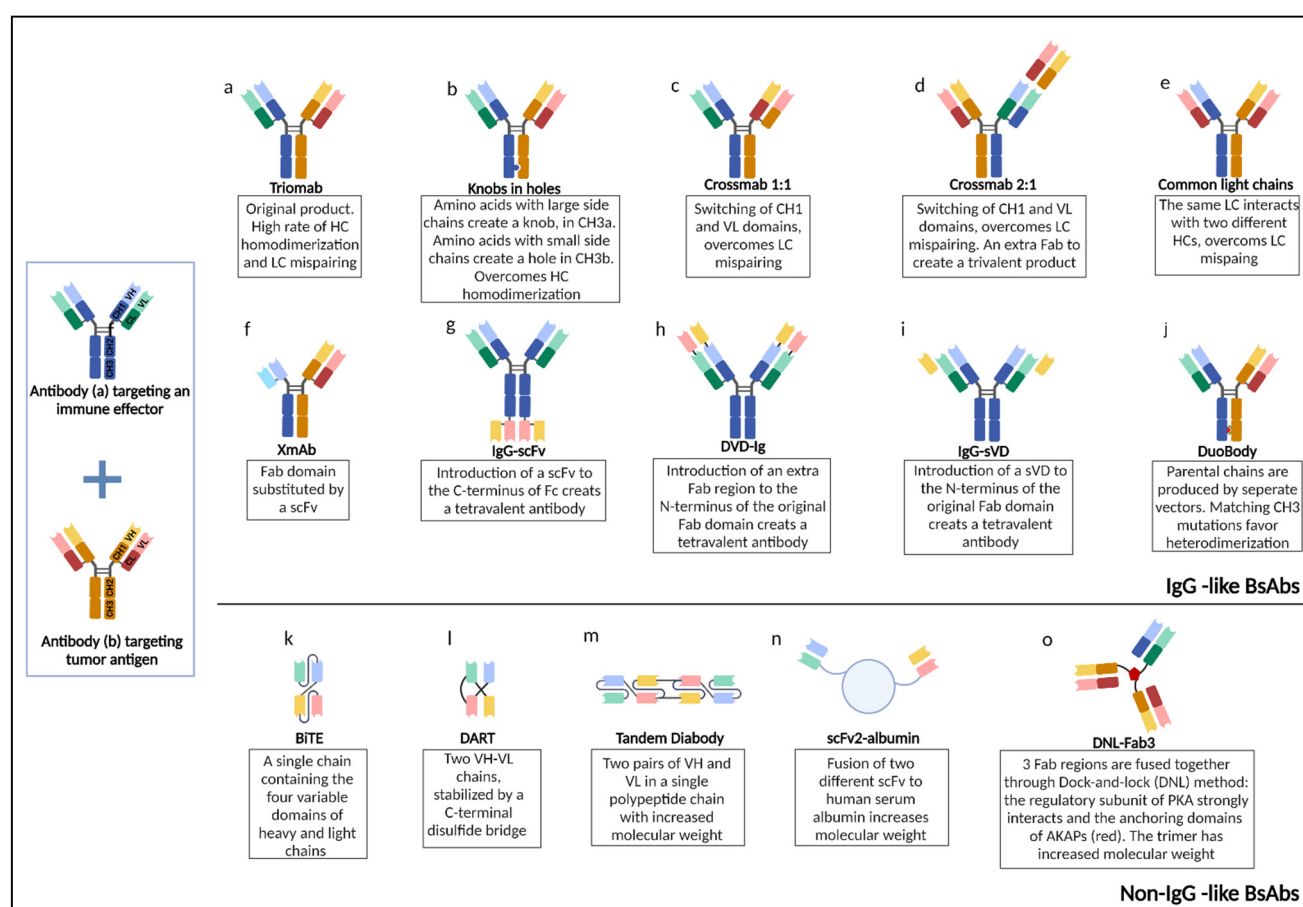 a
b
c
d
e
Triomab
Original product.
High rate of HC
homodimerization
and LC mispairing
Knobs in holes
Amino acids with large side
chains create a knob, in CH3a.
Amino acids with small side
chains create a hole in CH3b.
Overcomes HC
homodimerization
Crossmab 1:1
Switching of CH1
and VL domains,
overcomes LC
mispairing
Crossmab 2:1
Switching of CH1 and VL
domains, overcomes LC
mispairing. An extra Fab to
create a trivalent product
Common light chains
The same LC interacts
with two different
HCs, overcoms LC
mispaing
CH1 VH
CL VL
CH3 CH2
Antibody (a) targeting an
immune effector
CH1 VH
CL VL
CH3 CH2
Antibody (b) targeting
tumor antigen
f
g
h
i
j
XmAb
Fab domain
substituted by
a scFv
IgG-scFv
Introduction of a scFv to
the C-terminus of Fc creats
a tetravalent antibody
DVD-Ig
Introduction of an extra
Fab region to the
N-terminus of the original
Fab domain creats a
tetravalent antibody
IgG-sVD
Introduction of a sVD to
the N-terminus of the
original Fab domain
creats a tetravalent
antibody
DuoBody
Parental chains are
produced by seperate
vectors. Matching CH3
mutations favor
heterodimerization
IgG -like BsAbs
k
l
m
n
o
BiTE
A single chain
containing the
four variable
domains of
heavy and light
chains
DART
Two VH-VL
chains,
stabilized by a
C-terminal
disulfide bridge
Tandem Diabody
Two pairs of VH and
VL in a single
polypeptide chain
with increased
molecular weight
scFv2-albumin
Fusion of two
different scFv to
human serum
albumin increases
molecular weight
DNL-Fab3
3 Fab regions are fused together
through Dock-and-lock (DNL) method:
the regulatory subunit of PKA strongly
interacts and the anchoring domains
of AKAPs (red). The trimer has
increased molecular weight
Non-IgG -like BsAbs